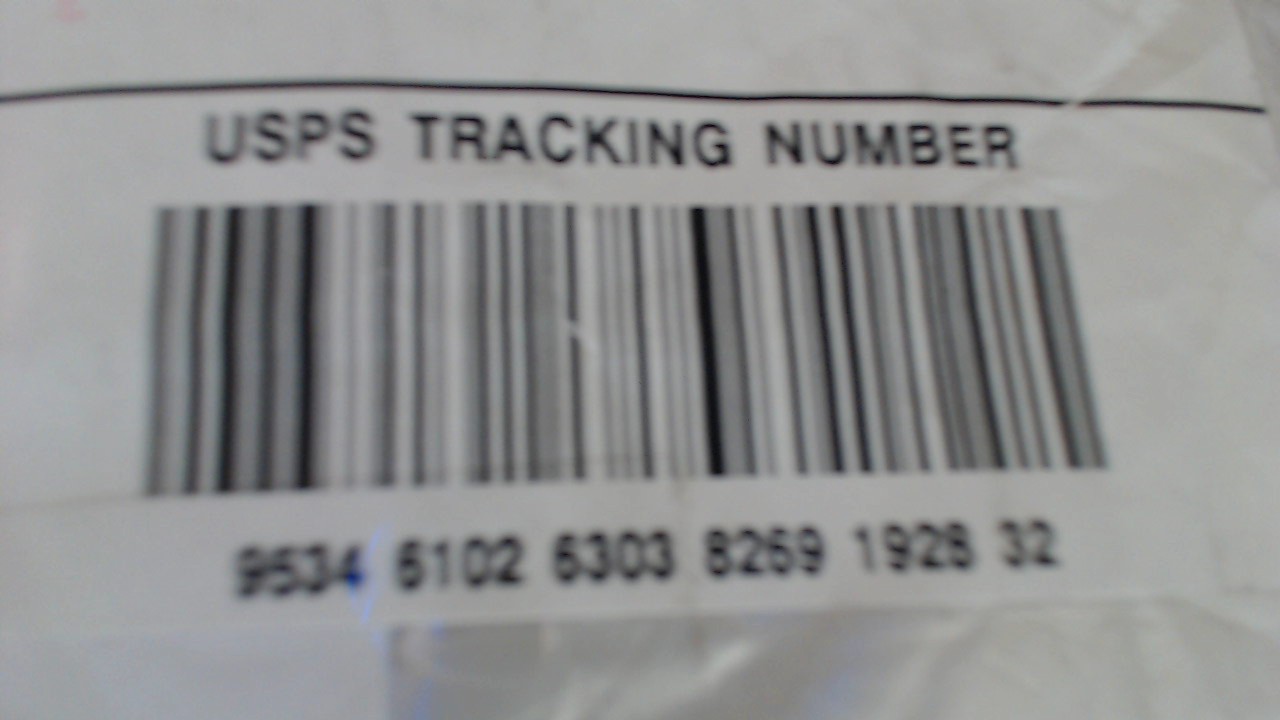 USPS TRACKING NUMBER
9534 6102 6303 8269 1928 32